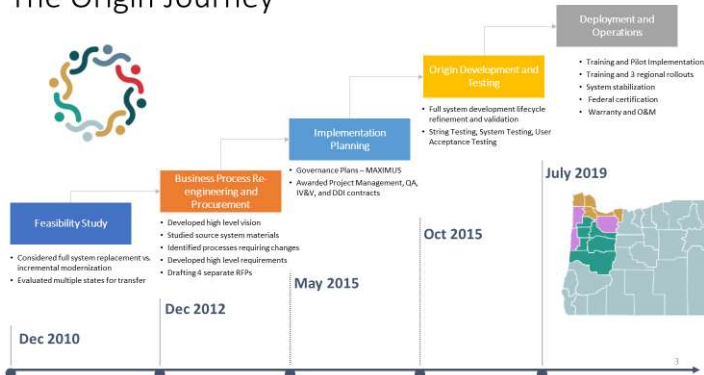 The Origin Journey
Deployment and
Operations
• Training and Pilot Implementation
• Training and 3 regional rollouts
• System stabilization
• Federal certification
• Warranty and O&M
Origin Development and
Testing
• Full system development lifecycle
refinement and validation
• String Testing, System Testing, User
Acceptance Testing
Implementation
Planning
• Governance Plans – MAXIMUS
• Awarded Project Management, QA,
IV&V, and DDI contracts
Business Process Re-
engineering and
Procurement
• Developed high level vision
• Studied source system materials
• Identified processes requiring changes
• Developed high level requirements
• Drafting 4 separate RFPs
Feasibility Study
• Considered full system replacement vs.
incremental modernization
• Evaluated multiple states for transfer
Dec 2010
Dec 2012
May 2015
Oct 2015
July 2019
3